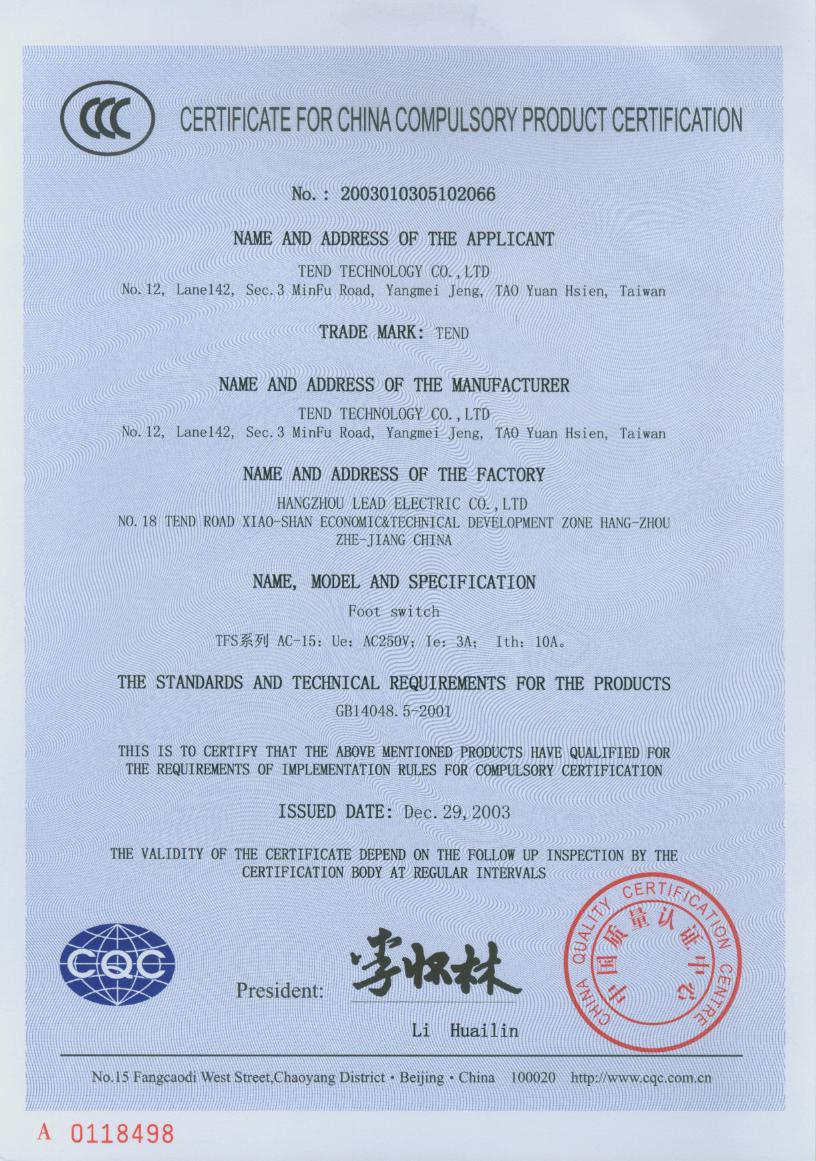 CERTIFICATE FOR CHINA COMPULSORY PRODUCT CERTIFICATION
No.: 2003010305102066
NAME AND ADDRESS OF THE APPLICANT
TEND TECHNOLOGY CO.,LTD
No.12, Lane142, Sec.3 MinFu Road, Yangmei Jeng, TAO Yuan Hsien, Taiwan
TRADE MARK: TEND
NAME AND ADDRESS OF THE MANUFACTURER
TEND TECHNOLOGY CO.,LTD
No.12, Lane142, Sec.3 MinFu Road, Yangmei Jeng, TAO Yuan Hsien, Taiwan
NAME AND ADDRESS OF THE FACTORY
HANGZHOU LEAD ELECTRIC CO.,LTD
NO.18 TEND ROAD XIAO-SHAN ECONOMIC&TECHNICAL DEVELOPMENT ZONE HANG-ZHOU
ZHE-JIANG CHINA
NAME, MODEL AND SPECIFICATION
Foot switch
TFS系列 AC-15: Ue: AC250V; Ie: 3A; Ith: 10A。
THE STANDARDS AND TECHNICAL REQUIREMENTS FOR THE PRODUCTS
GB14048.5-2001
THIS IS TO CERTIFY THAT THE ABOVE MENTIONED PRODUCTS HAVE QUALIFIED FOR
THE REQUIREMENTS OF IMPLEMENTATION RULES FOR COMPULSORY CERTIFICATION
ISSUED DATE: Dec.29,2003
THE VALIDITY OF THE CERTIFICATE DEPEND ON THE FOLLOW UP INSPECTION BY THE
CERTIFICATION BODY AT REGULAR INTERVALS
CQC
President:
李怀林
Li Huailin
CHINA QUALITY CERTIFICATION CENTRE
中国质量认证中心
No.15 Fangcaodi West Street,Chaoyang District·Beijing·China 100020 http://www.cqc.com.cn
A 0118498